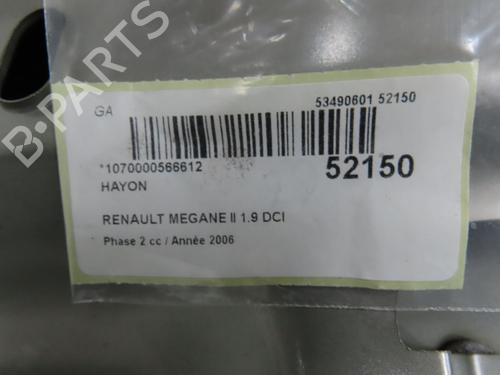 GA
53490601 52150
*1070000566612
52150
HAYON
RENAULT MEGANE II 1.9 DCI
Phase 2 cc / Année 2006
B-PARTS